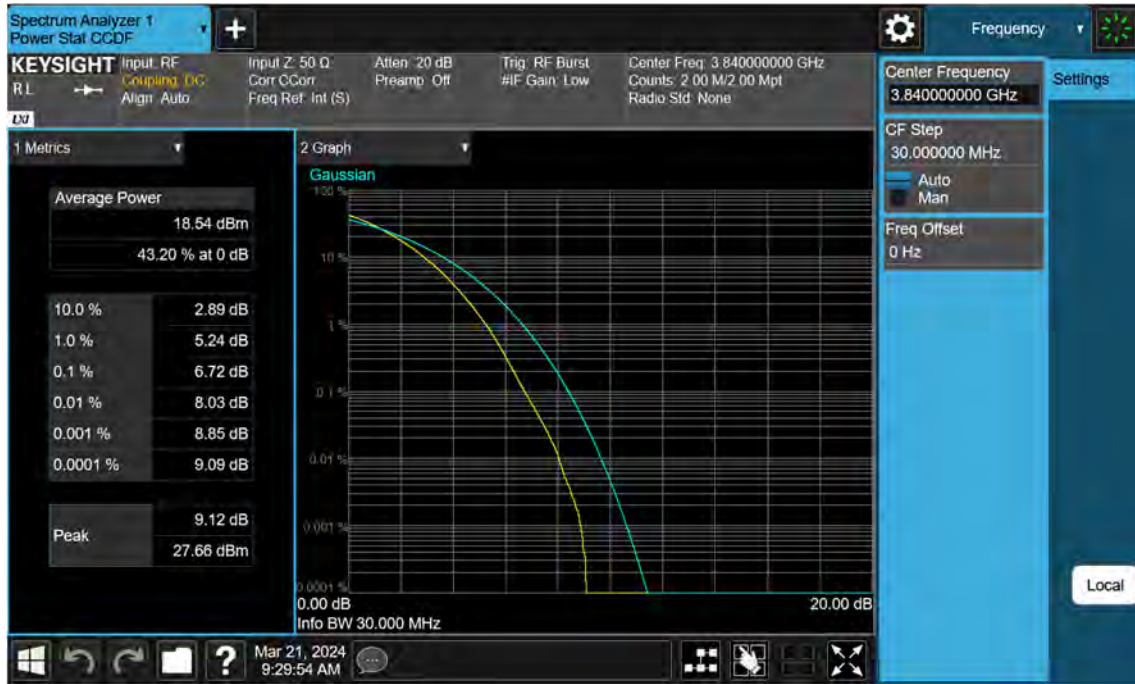 Spectrum Analyzer 1
Power Stat CCDF
+
Frequency
KEYSIGHT
RL
LXI
Input: RF
Coupling: DC
Align: Auto
Input Z: 50 Ω
Corr CCorr
Freq Ref: Int (S)
Atten: 20 dB
Preamp: Off
Trig: RF Burst
#IF Gain: Low
Center Freq: 3.840000000 GHz
Counts: 2.00 M/2.00 Mpt
Radio Std: None
Center Frequency
3.840000000 GHz
Settings
CF Step
30.000000 MHz
Auto
Man
Freq Offset
0 Hz
1 Metrics
Average Power
18.54 dBm
43.20 % at 0 dB
10.0 % 2.89 dB
1.0 % 5.24 dB
0.1 % 6.72 dB
0.01 % 8.03 dB
0.001 % 8.85 dB
0.0001 % 9.09 dB
Peak
9.12 dB
27.66 dBm
2 Graph
Gaussian
100 %
10 %
1 %
0.1 %
0.01 %
0.001 %
0.0001 %
0.00 dB 20.00 dB
Info BW 30.000 MHz
Local
?
Mar 21, 2024
9:29:54 AM